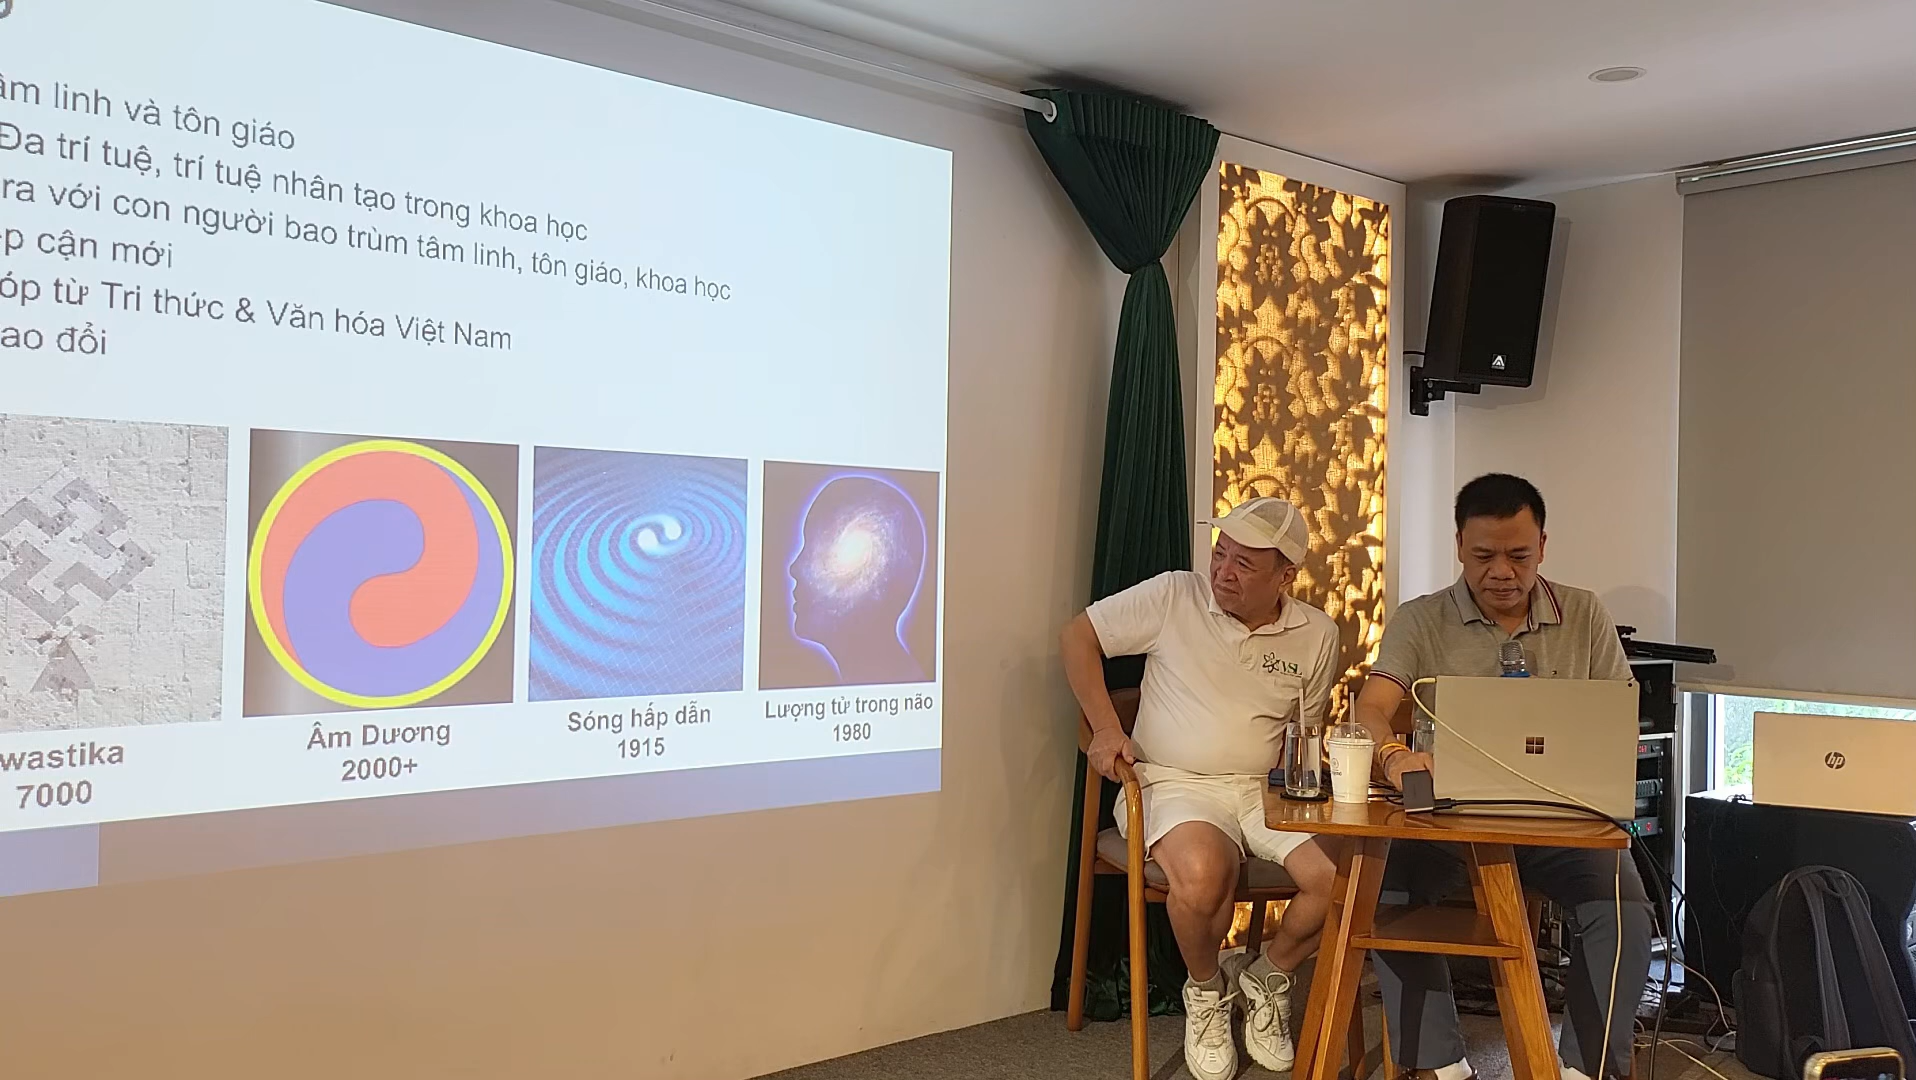 âm linh và tôn giáo
Đa trí tuệ, trí tuệ nhân tạo trong khoa học
ra với con người bao trùm tâm linh, tôn giáo, khoa học
p cận mới
óp từ Tri thức & Văn hóa Việt Nam
ao đổi
wastika
7000
Âm Dương
2000+
Sóng hấp dẫn
1915
Lượng tử trong não
1980
VSL
hp